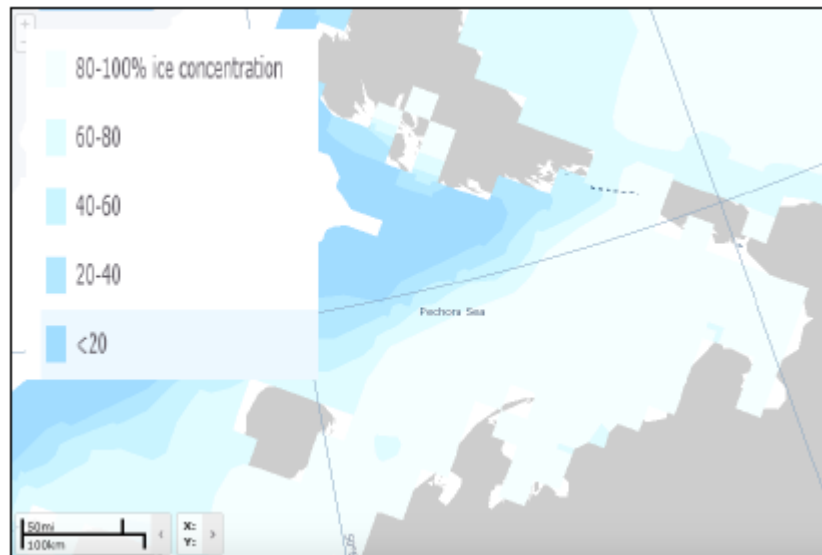 +
−
80-100% ice concentration
60-80
40-60
20-40
<20
Pechora Sea
50mi
100km
X:
Y: